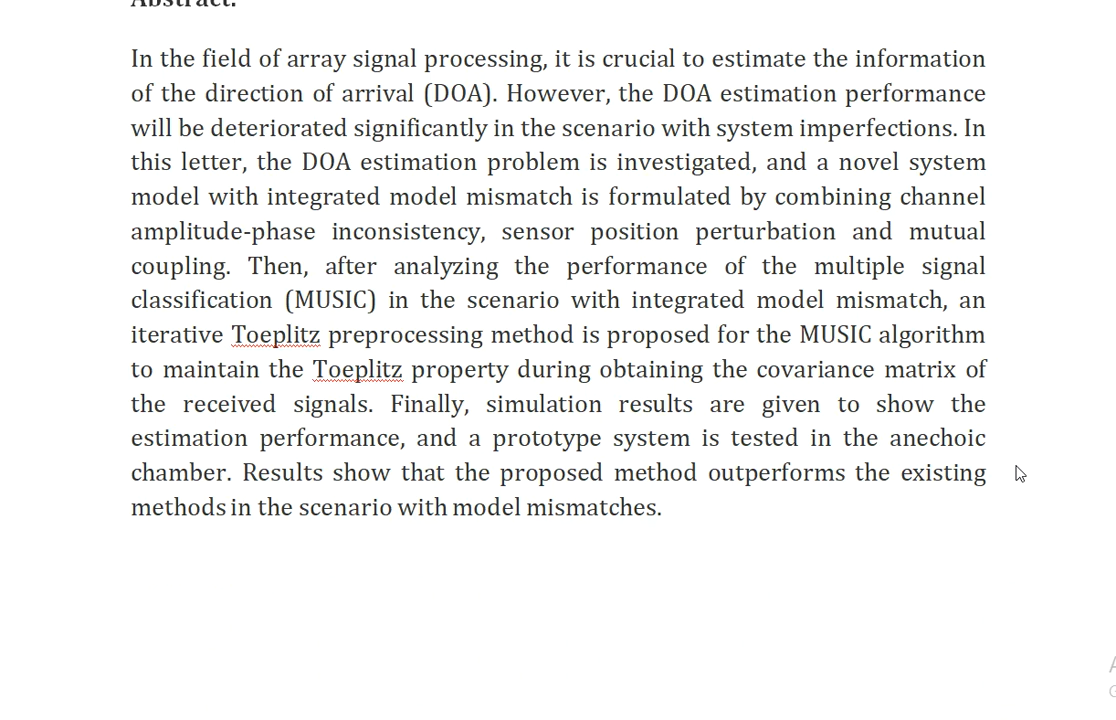 Abstract:
In the field of array signal processing, it is crucial to estimate the information
of the direction of arrival (DOA). However, the DOA estimation performance
will be deteriorated significantly in the scenario with system imperfections. In
this letter, the DOA estimation problem is investigated, and a novel system
model with integrated model mismatch is formulated by combining channel
amplitude-phase inconsistency, sensor position perturbation and mutual
coupling. Then, after analyzing the performance of the multiple signal
classification (MUSIC) in the scenario with integrated model mismatch, an
iterative Toeplitz preprocessing method is proposed for the MUSIC algorithm
to maintain the Toeplitz property during obtaining the covariance matrix of
the received signals. Finally, simulation results are given to show the
estimation performance, and a prototype system is tested in the anechoic
chamber. Results show that the proposed method outperforms the existing
methods in the scenario with model mismatches.